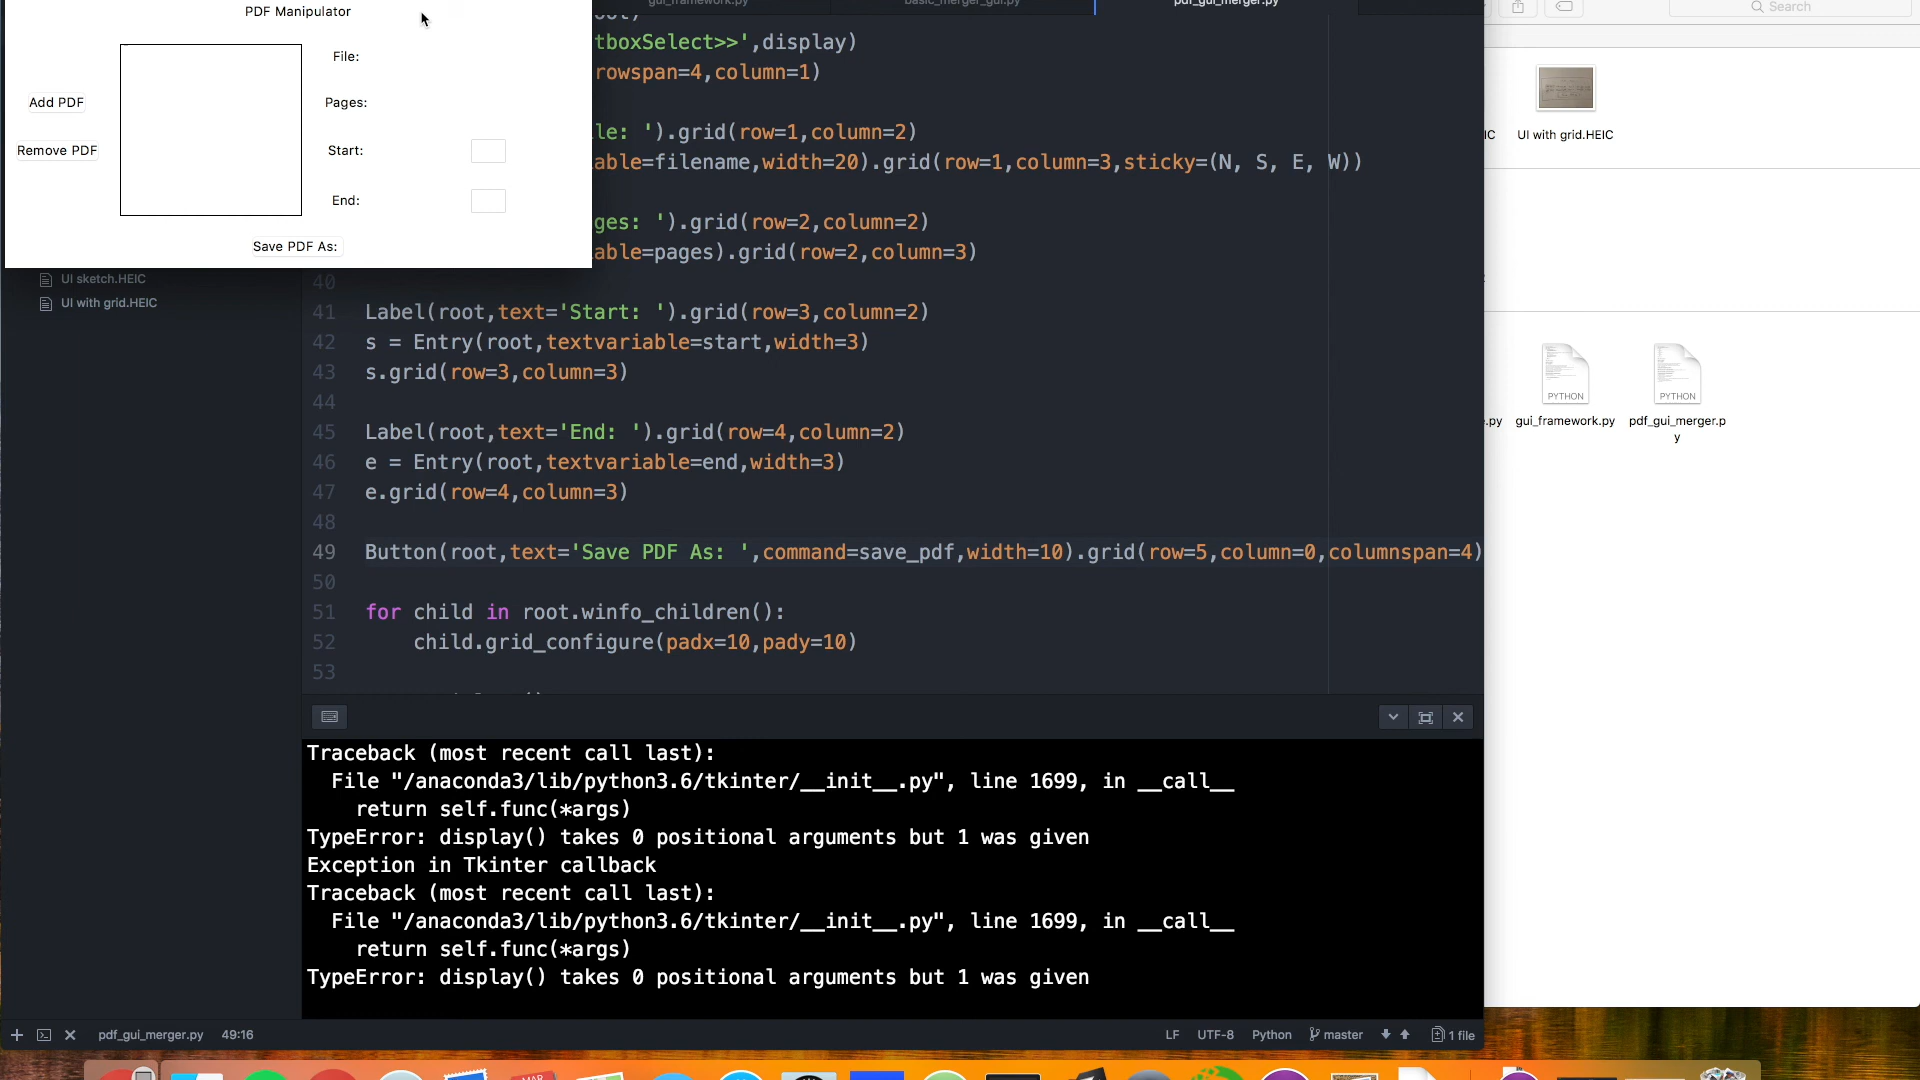 PDF Manipulator
File:
Add PDF
Pages:
Remove PDF
Start:
End:
Save PDF As:
UI sketch.HEIC
UI with grid.HEIC
gui_framework.py
basic_merger_gui.py
pdf_gui_merger.py
tboxSelect>>',display)
rowspan=4,column=1)
le: ').grid(row=1,column=2)
able=filename,width=20).grid(row=1,column=3,sticky=(N, S, E, W))
ges: ').grid(row=2,column=2)
able=pages).grid(row=2,column=3)
40
41 Label(root,text='Start: ').grid(row=3,column=2)
42 s = Entry(root,textvariable=start,width=3)
43 s.grid(row=3,column=3)
44
45 Label(root,text='End: ').grid(row=4,column=2)
46 e = Entry(root,textvariable=end,width=3)
47 e.grid(row=4,column=3)
48
49 Button(root,text='Save PDF As: ',command=save_pdf,width=10).grid(row=5,column=0,columnspan=4)
50
51 for child in root.winfo_children():
52 child.grid_configure(padx=10,pady=10)
53
Traceback (most recent call last):
File "/anaconda3/lib/python3.6/tkinter/__init__.py", line 1699, in __call__
return self.func(*args)
TypeError: display() takes 0 positional arguments but 1 was given
Exception in Tkinter callback
Traceback (most recent call last):
File "/anaconda3/lib/python3.6/tkinter/__init__.py", line 1699, in __call__
return self.func(*args)
TypeError: display() takes 0 positional arguments but 1 was given
pdf_gui_merger.py 49:16
LF UTF-8 Python master 1 file
Search
IC UI with grid.HEIC
PYTHON PYTHON
.py gui_framework.py pdf_gui_merger.p
y
MAR